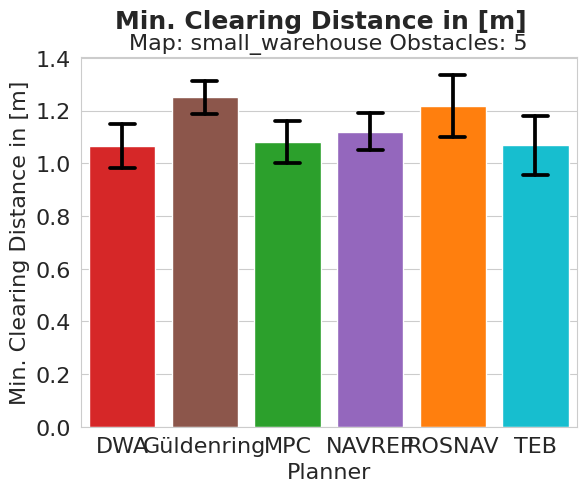 Min. Clearing Distance in [m]
Map: small_warehouse Obstacles: 5
Min. Clearing Distance in [m]
1.4
1.2
1.0
0.8
0.6
0.4
0.2
0.0
DWA Güldenring MPC NAVREP ROSNAV TEB
Planner